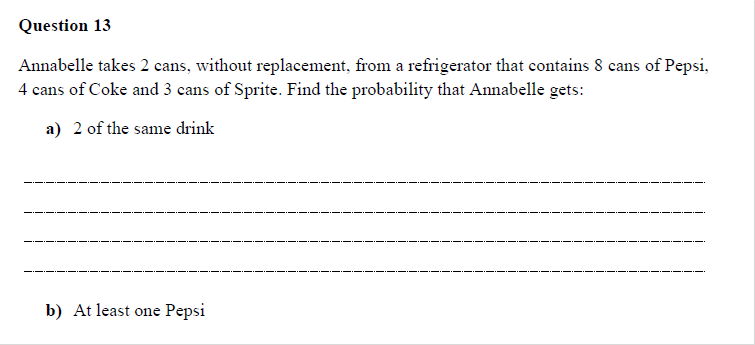 Question 13
Annabelle takes 2 cans, without replacement, from a refrigerator that contains 8 cans of Pepsi,
4 cans of Coke and 3 cans of Sprite. Find the probability that Annabelle gets:
a) 2 of the same drink
b) At least one Pepsi